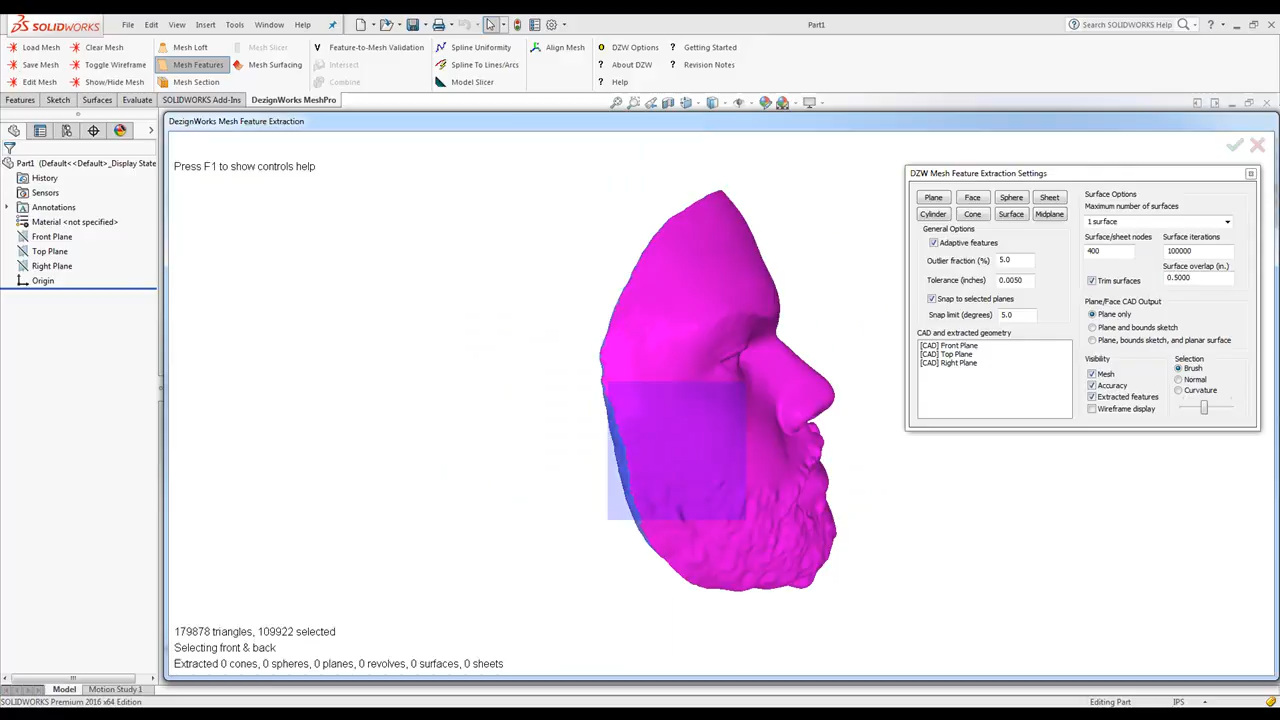 SOLIDWORKS File Edit View Insert Tools Window Help Part1 Search SOLIDWORKS Help
Load Mesh Clear Mesh Mesh Loft Mesh Slicer Feature-to-Mesh Validation Spline Uniformity Align Mesh DZW Options Getting Started
Save Mesh Toggle Wireframe Mesh Features Mesh Surfacing Intersect Spline To Lines/Arcs About DZW Revision Notes
Edit Mesh Show/Hide Mesh Mesh Section Combine Model Slicer Help
Features Sketch Surfaces Evaluate SOLIDWORKS Add-Ins DezignWorks MeshPro
DezignWorks Mesh Feature Extraction
Part1 (Default<<Default>_Display State
History
Sensors
Annotations
Material <not specified>
Front Plane
Top Plane
Right Plane
Origin
Press F1 to show controls help
DZW Mesh Feature Extraction Settings
Plane Face Sphere Sheet
Cylinder Cone Surface Midplane
General Options
Adaptive features
Outlier fraction (%) 5.0
Tolerance (inches) 0.0050
Snap to selected planes
Snap limit (degrees) 5.0
CAD and extracted geometry
[CAD] Front Plane
[CAD] Top Plane
[CAD] Right Plane
Surface Options
Maximum number of surfaces
1 surface
Surface/sheet nodes Surface iterations
400 100000
Surface overlap (in.)
Trim surfaces 0.5000
Plane/Face CAD Output
Plane only
Plane and bounds sketch
Plane, bounds sketch, and planar surface
Visibility Selection
Mesh Brush
Accuracy Normal
Extracted features Curvature
Wireframe display
179878 triangles, 109922 selected
Selecting front & back
Extracted 0 cones, 0 spheres, 0 planes, 0 revolves, 0 surfaces, 0 sheets
Model Motion Study 1
SOLIDWORKS Premium 2016 x64 Edition Editing Part IPS